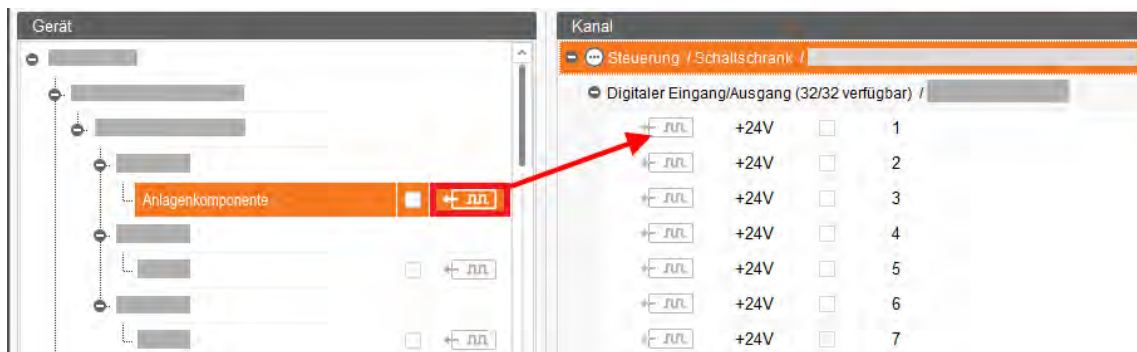 Gerät
Anlagenkomponente
Kanal
Steuerung / Schaltschrank /
Digitaler Eingang/Ausgang (32/32 verfügbar) /
+24V 1
+24V 2
+24V 3
+24V 4
+24V 5
+24V 6
+24V 7